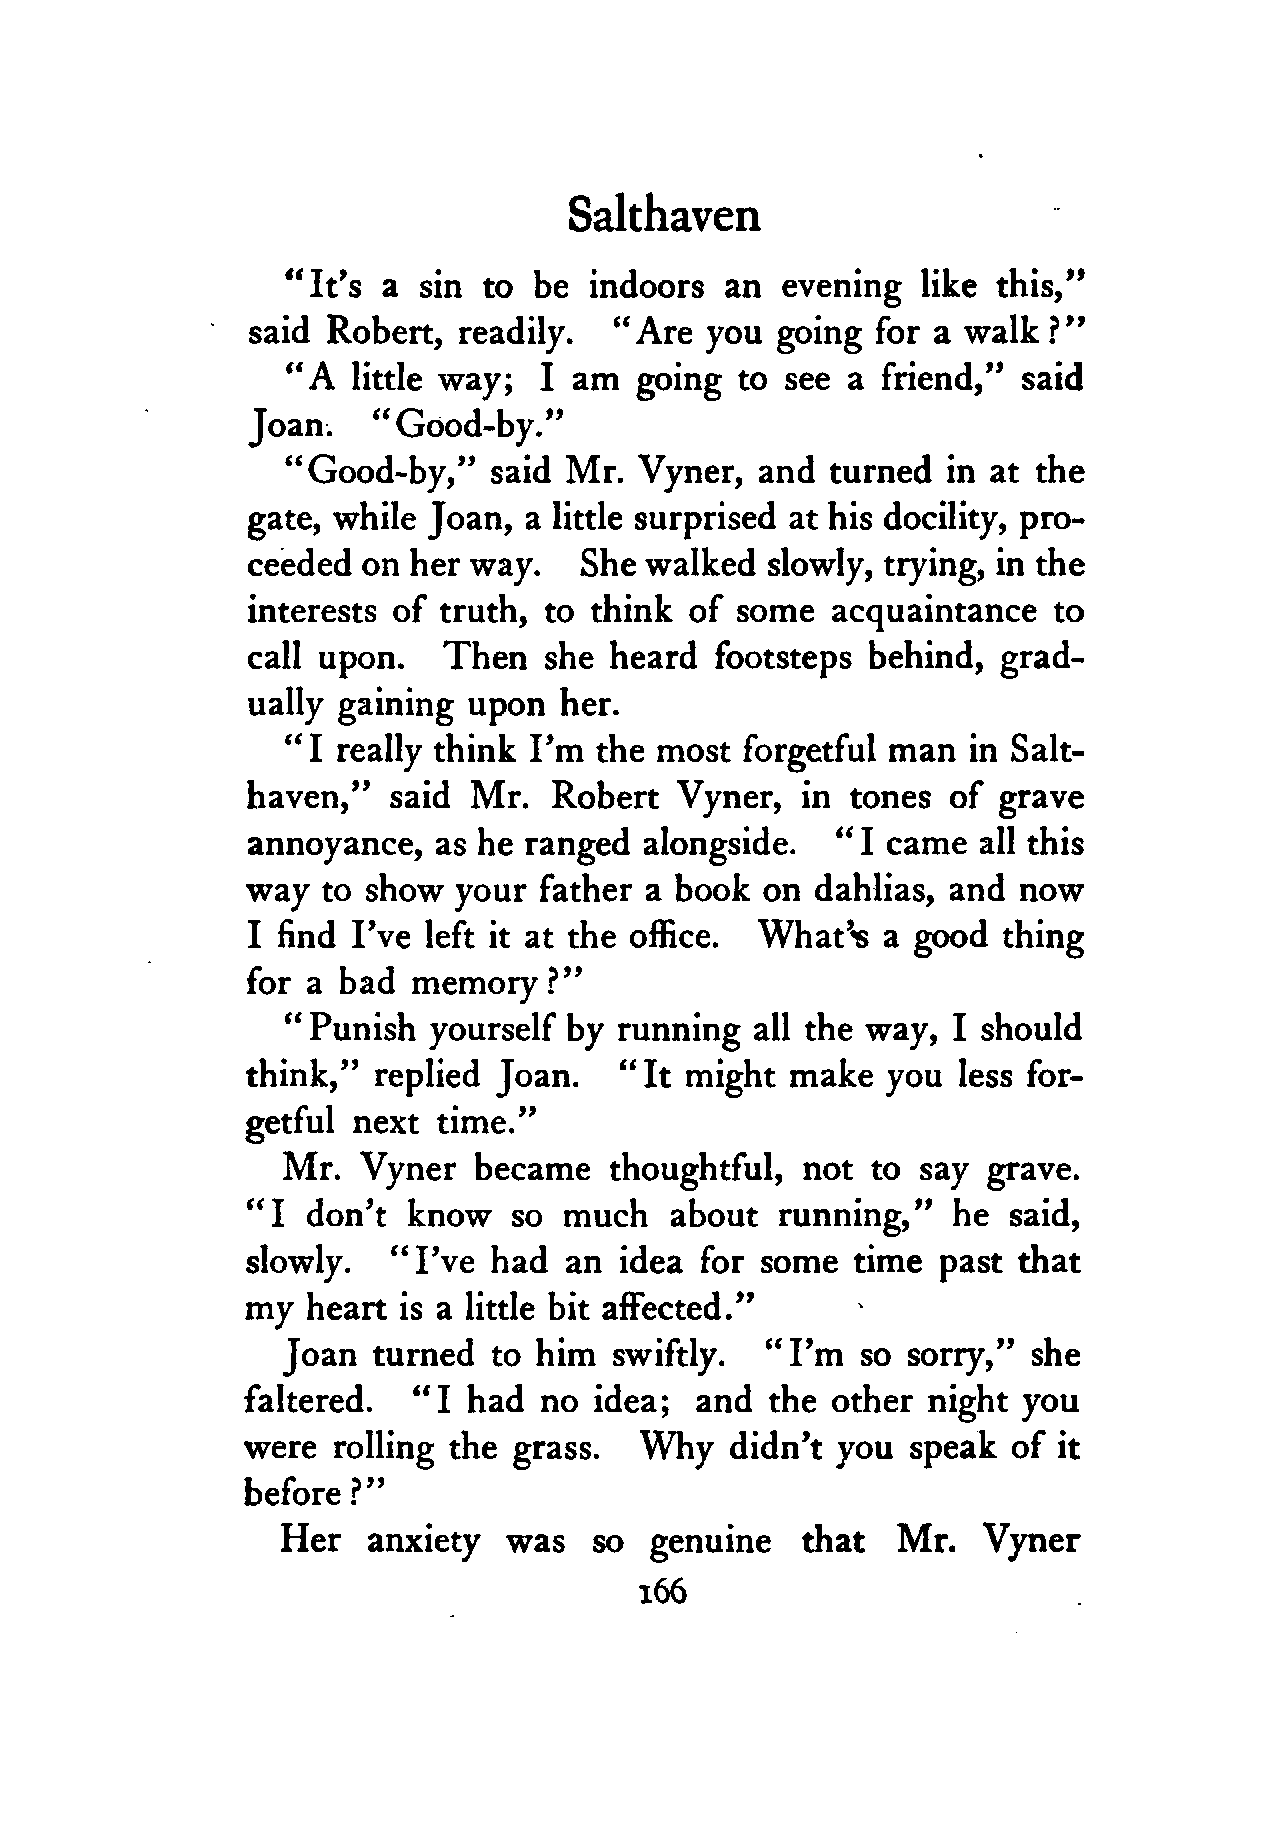 Salthaven
"It's a sin to be indoors an evening like this,"
said Robert, readily. "Are you going for a walk?"
"A little way; I am going to see a friend," said
Joan. "Good-by."
"Good-by," said Mr. Vyner, and turned in at the
gate, while Joan, a little surprised at his docility, pro-
ceeded on her way. She walked slowly, trying, in the
interests of truth, to think of some acquaintance to
call upon. Then she heard footsteps behind, grad-
ually gaining upon her.
"I really think I'm the most forgetful man in Salt-
haven," said Mr. Robert Vyner, in tones of grave
annoyance, as he ranged alongside. "I came all this
way to show your father a book on dahlias, and now
I find I've left it at the office. What's a good thing
for a bad memory?"
"Punish yourself by running all the way, I should
think," replied Joan. "It might make you less for-
getful next time."
Mr. Vyner became thoughtful, not to say grave.
"I don't know so much about running," he said,
slowly. "I've had an idea for some time past that
my heart is a little bit affected."
Joan turned to him swiftly. "I'm so sorry," she
faltered. "I had no idea; and the other night you
were rolling the grass. Why didn't you speak of it
before?"
Her anxiety was so genuine that Mr. Vyner
166